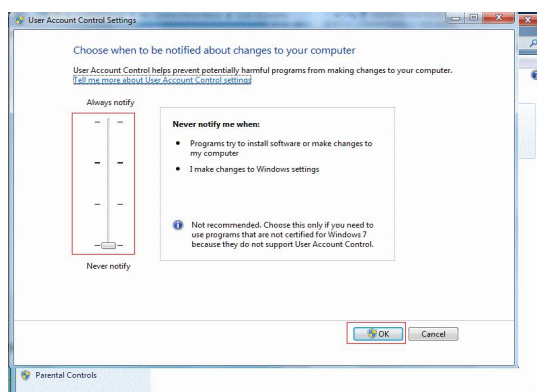 User Account Control Settings
Choose when to be notified about changes to your computer
User Account Control helps prevent potentially harmful programs from making changes to your computer.
Tell me more about User Account Control settings
Always notify
Never notify me when:
Programs try to install software or make changes to
my computer
I make changes to Windows settings
Not recommended. Choose this only if you need to
use programs that are not certified for Windows 7
because they do not support User Account Control.
Never notify
OK
Cancel
Parental Controls